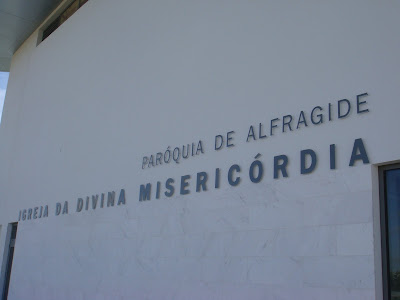 PARÓQUIA DE ALFRAGIDE
IGREJA DA DIVINA MISERICÓRDIA